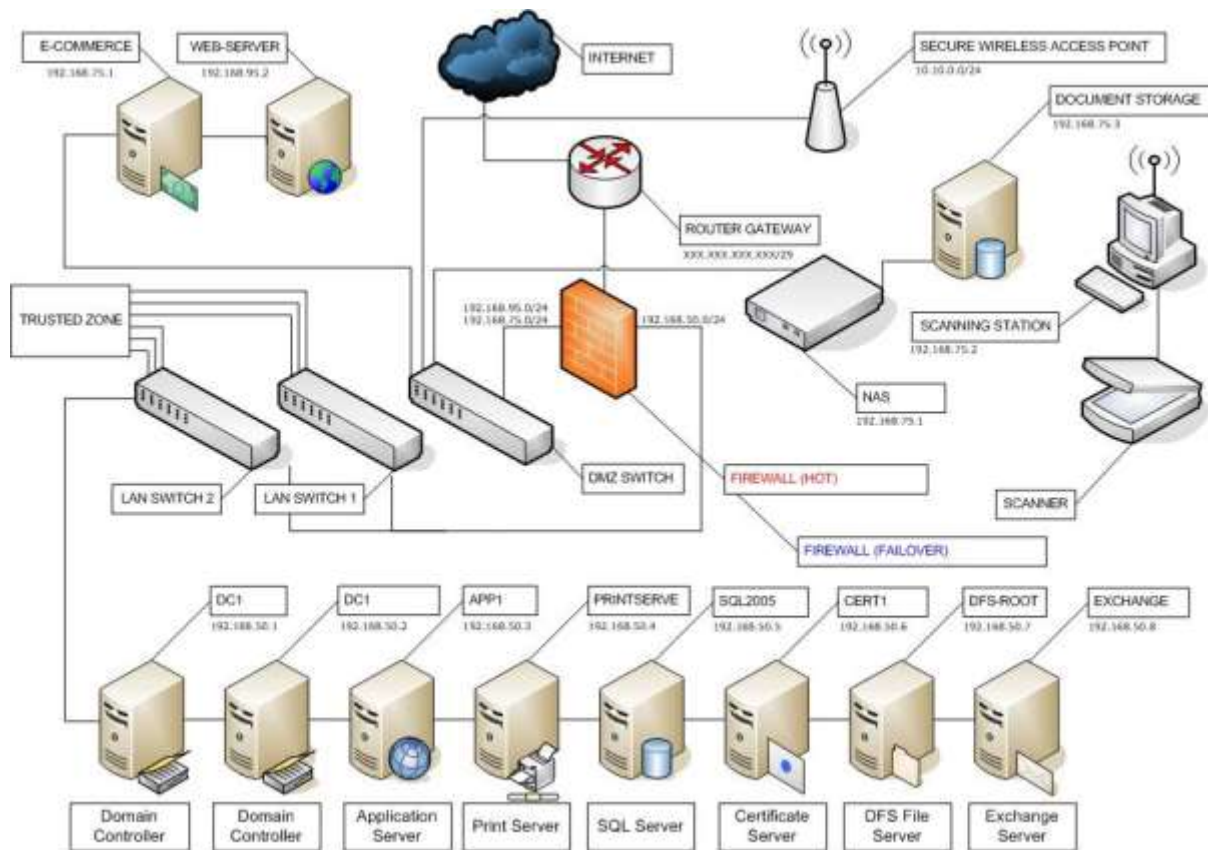 E-COMMERCE
192.168.75.1
WEB-SERVER
192.168.95.2
INTERNET
SECURE WIRELESS ACCESS POINT
10.10.0.0/24
DOCUMENT STORAGE
192.168.75.3
ROUTER GATEWAY
XXX.XXX.XXX.XXX/29
TRUSTED ZONE
192.168.95.0/24
192.168.75.0/24
192.168.50.0/24
SCANNING STATION
192.168.75.2
NAS
192.168.75.1
LAN SWITCH 2
LAN SWITCH 1
DMZ SWITCH
FIREWALL (HOT)
SCANNER
FIREWALL (FAILOVER)
DC1
192.168.50.1
DC1
192.168.50.2
APP1
192.168.50.3
PRINTSERVE
192.168.50.4
SQL2005
192.168.50.5
CERT1
192.168.50.6
DFS-ROOT
192.168.50.7
EXCHANGE
192.168.50.8
Domain
Controller
Domain
Controller
Application
Server
Print Server
SQL Server
Certificate
Server
DFS File
Server
Exchange
Server